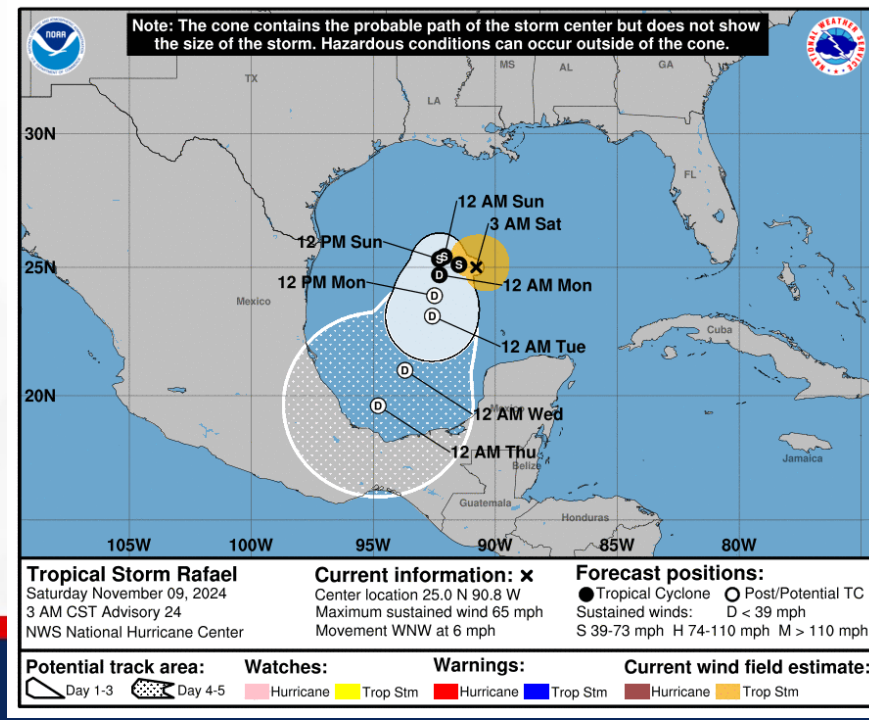 Note: The cone contains the probable path of the storm center but does not show
the size of the storm. Hazardous conditions can occur outside of the cone.
NOAA
NATIONAL WEATHER SERVICE
TX
MS
AL
GA
LA
FL
30N
25N
20N
12 AM Sun
3 AM Sat
12 PM Sun
S
S
S
D
12 AM Mon
12 PM Mon
D
D
12 AM Tue
D
12 AM Wed
D
12 AM Thu
Mexico
Mexico
Cuba
Jamaica
Belize
Guatemala
Honduras
105W
100W
95W
90W
85W
80W
Tropical Storm Rafael
Saturday November 09, 2024
3 AM CST Advisory 24
NWS National Hurricane Center
Current information: x
Center location 25.0 N 90.8 W
Maximum sustained wind 65 mph
Movement WNW at 6 mph
Forecast positions:
Tropical Cyclone Post/Potential TC
Sustained winds: D < 39 mph
S 39-73 mph H 74-110 mph M > 110 mph
Potential track area:
Day 1-3 Day 4-5
Watches:
Hurricane Trop Stm
Warnings:
Hurricane Trop Stm
Current wind field estimate:
Hurricane Trop Stm